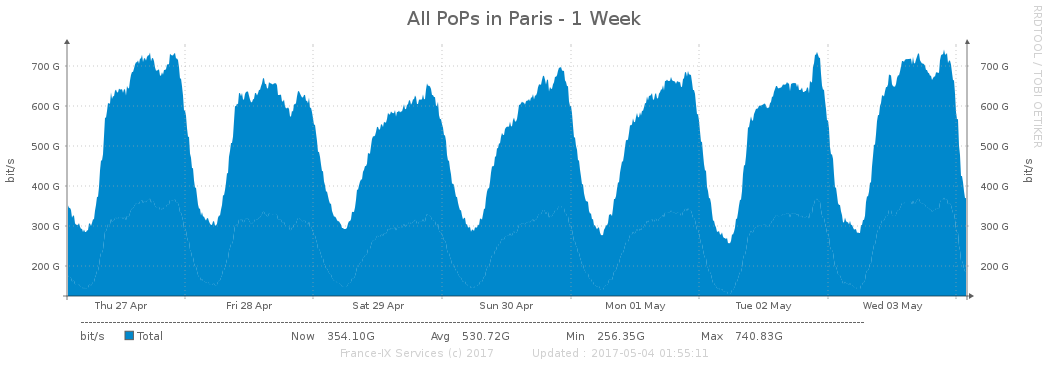 All PoPs in Paris - 1 Week
RRDTOOL / TOBI OETIKER
bit/s
700 G 700 G
600 G 600 G
500 G 500 G
400 G 400 G
300 G 300 G
200 G 200 G
bit/s
Thu 27 Apr Fri 28 Apr Sat 29 Apr Sun 30 Apr Mon 01 May Tue 02 May Wed 03 May
bit/s Total Now 354.10G Avg 530.72G Min 256.35G Max 740.83G
France-IX Services (c) 2017 Updated : 2017-05-04 01:55:11